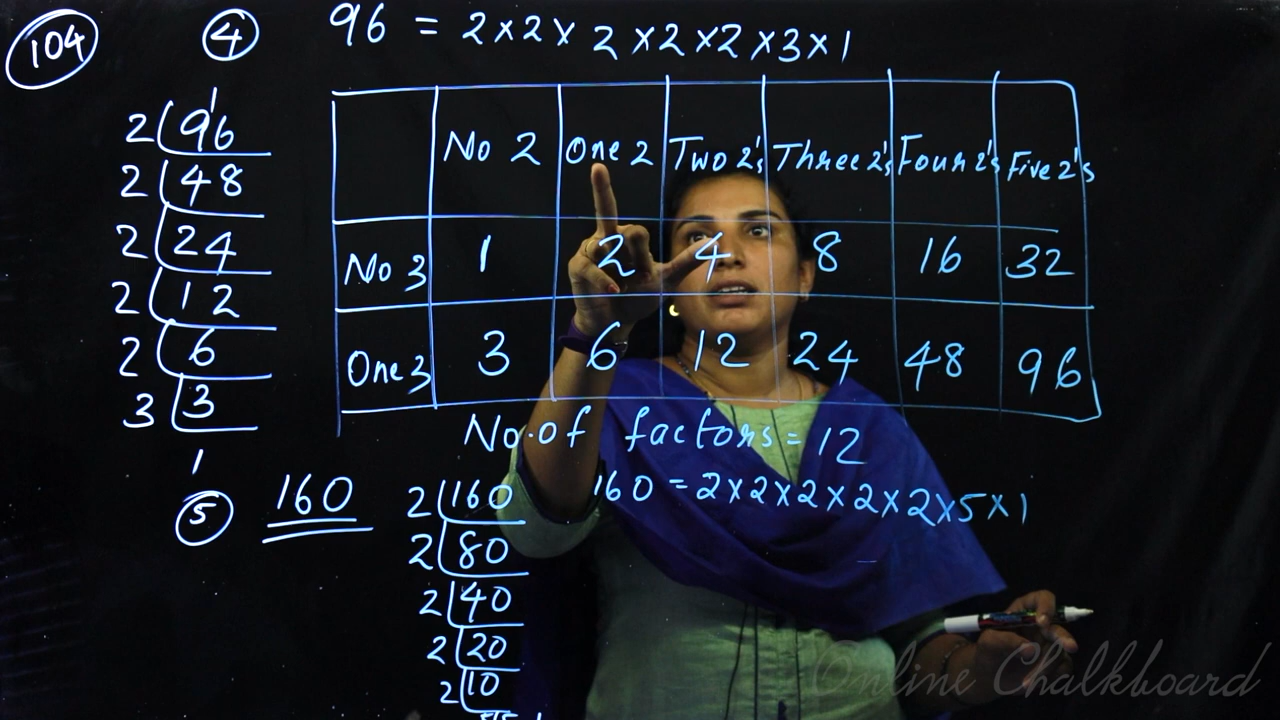 104
④ 96 = 2×2×2×2×2×3×1
2 96
2 48
2 24
2 12
2 6
3 3
1
No 2 One 2 Two 2's Three 2's Four 2's Five 2's
No 3 1 2 4 8 16 32
One 3 3 6 12 24 48 96
No. of factors = 12
⑤ 160
2 160
2 80
2 40
2 20
2 10
160 = 2×2×2×2×2×5×1
Online Chalkboard